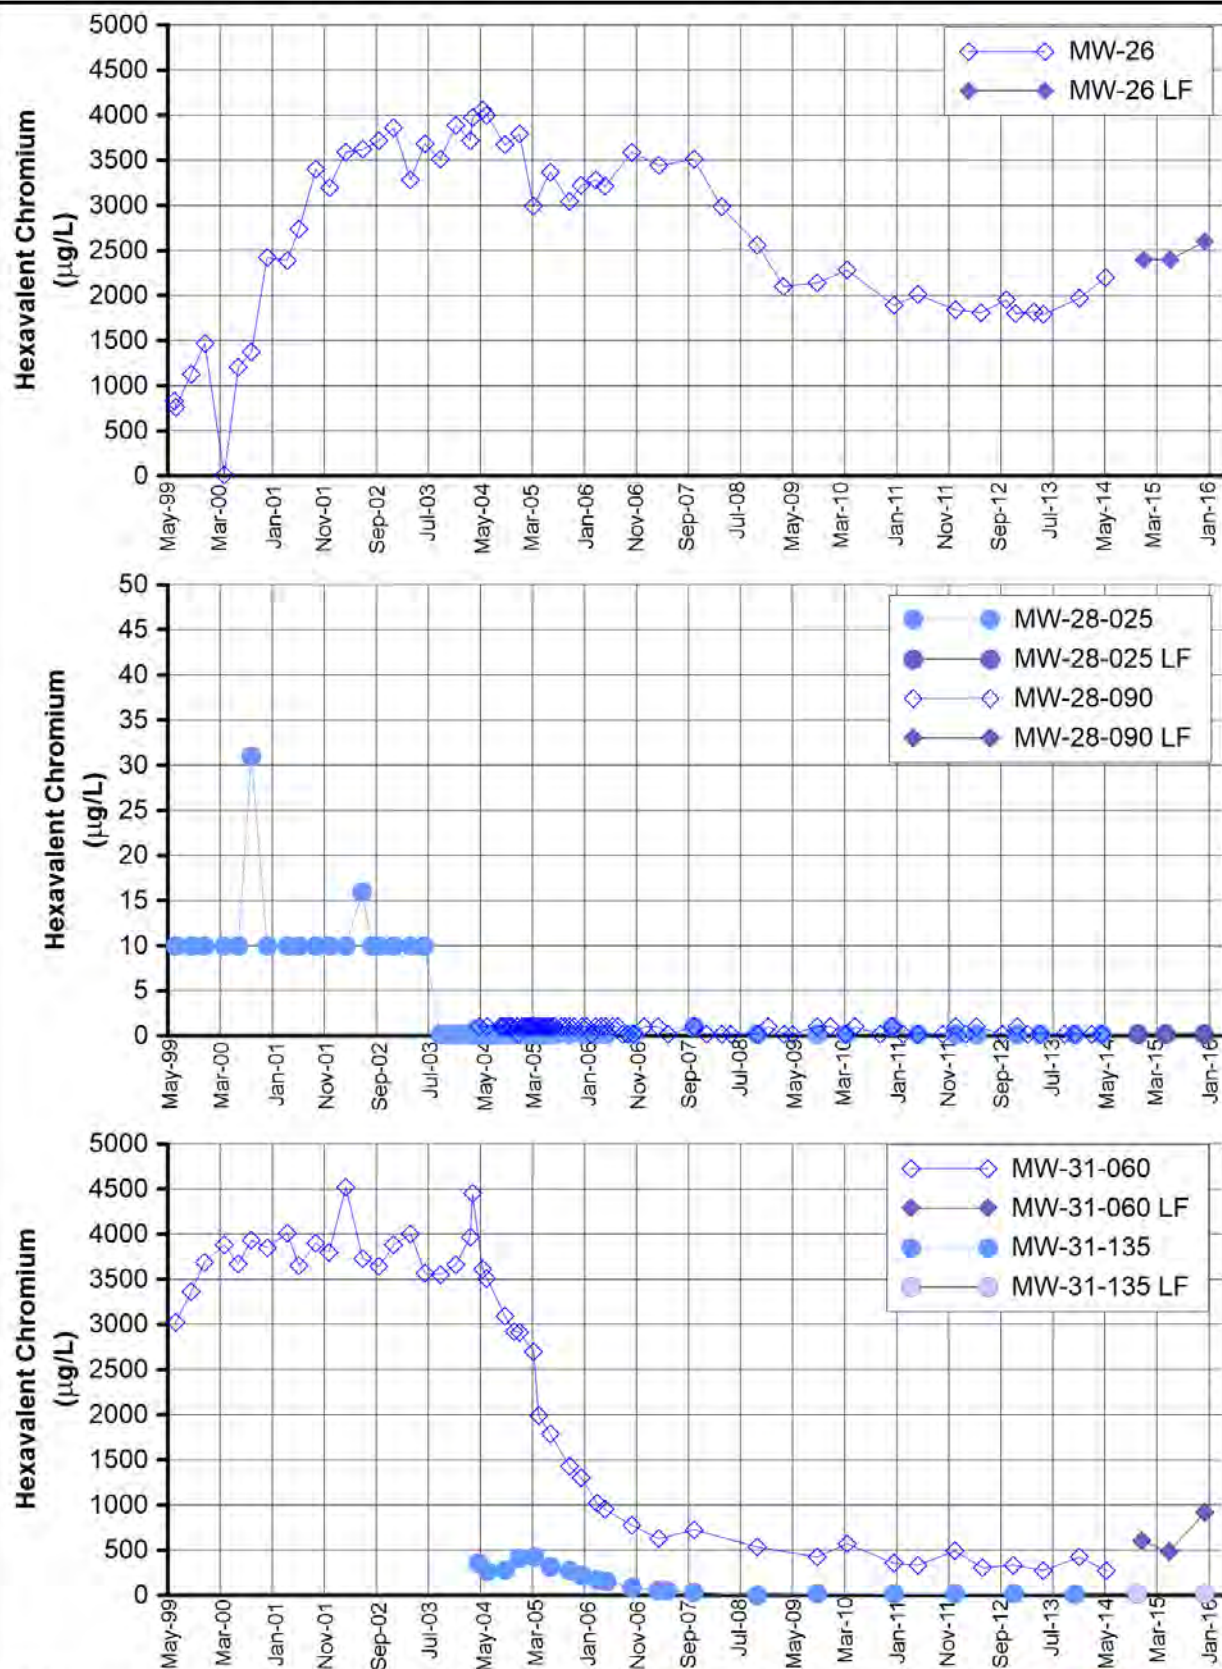 5000
4500
4000
3500
3000
2500
2000
1500
1000
500
0
Hexavalent Chromium
(µg/L)
MW-26
MW-26 LF
May-99
Mar-00
Jan-01
Nov-01
Sep-02
Jul-03
May-04
Mar-05
Jan-06
Nov-06
Sep-07
Jul-08
May-09
Mar-10
Jan-11
Nov-11
Sep-12
Jul-13
May-14
Mar-15
Jan-16
50
45
40
35
30
25
20
15
10
5
0
Hexavalent Chromium
(µg/L)
MW-28-025
MW-28-025 LF
MW-28-090
MW-28-090 LF
May-99
Mar-00
Jan-01
Nov-01
Sep-02
Jul-03
May-04
Mar-05
Jan-06
Nov-06
Sep-07
Jul-08
May-09
Mar-10
Jan-11
Nov-11
Sep-12
Jul-13
May-14
Mar-15
Jan-16
5000
4500
4000
3500
3000
2500
2000
1500
1000
500
0
Hexavalent Chromium
(µg/L)
MW-31-060
MW-31-060 LF
MW-31-135
MW-31-135 LF
May-99
Mar-00
Jan-01
Nov-01
Sep-02
Jul-03
May-04
Mar-05
Jan-06
Nov-06
Sep-07
Jul-08
May-09
Mar-10
Jan-11
Nov-11
Sep-12
Jul-13
May-14
Mar-15
Jan-16